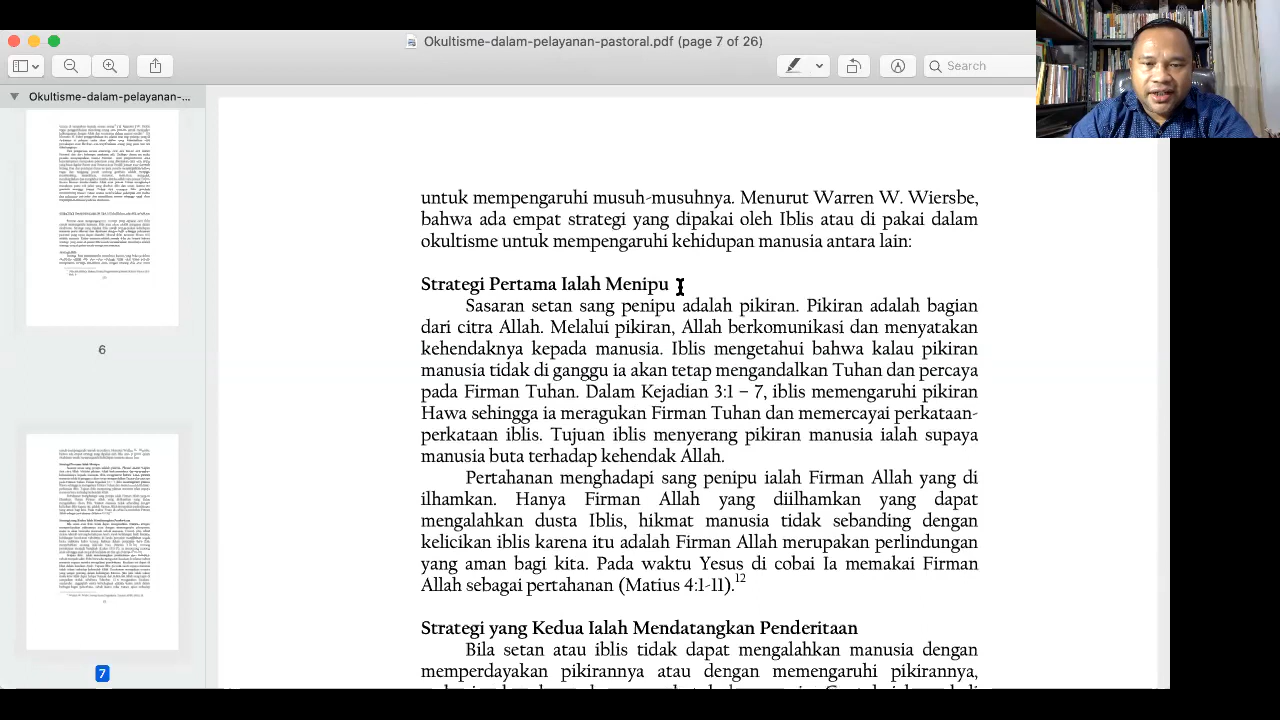 Okultisme-dalam-pelayanan-pastoral.pdf (page 7 of 26)
Search
Okultisme-dalam-pelayanan-...
6
7
untuk mempengaruhi musuh-musuhnya. Menurut Warren W. Wiersbe,
bahwa ada empat strategi yang dipakai oleh iblis dan di pakai dalam
okultisme untuk mempengaruhi kehidupan manusia antara lain:
Strategi Pertama Ialah Menipu
Sasaran setan sang penipu adalah pikiran. Pikiran adalah bagian
dari citra Allah. Melalui pikiran, Allah berkomunikasi dan menyatakan
kehendaknya kepada manusia. Iblis mengetahui bahwa kalau pikiran
manusia tidak di ganggu ia akan tetap mengandalkan Tuhan dan percaya
pada Firman Tuhan. Dalam Kejadian 3:1 – 7, iblis memengaruhi pikiran
Hawa sehingga ia meragukan Firman Tuhan dan memercayai perkataan-
perkataan iblis. Tujuan iblis menyerang pikiran manusia ialah supaya
manusia buta terhadap kehendak Allah.
Pertahanan menghadapi sang penipu ialah Firman Allah yang di
ilhamkan. Hanya Firman Allah yang diilhamkan yang dapat
mengalahkan dusta Iblis, hikmat manusia tidak sebanding dengan
kelicikan iblis karena itu adalah Firman Allah merupakan perlindungan
yang aman bagi kita. Pada waktu Yesus dicobai Ia memakai Firman
Allah sebagai pertahanan (Matius 4:1-11).12
Strategi yang Kedua Ialah Mendatangkan Penderitaan
Bila setan atau iblis tidak dapat mengalahkan manusia dengan
memperdayakan pikirannya atau dengan memengaruhi pikirannya,